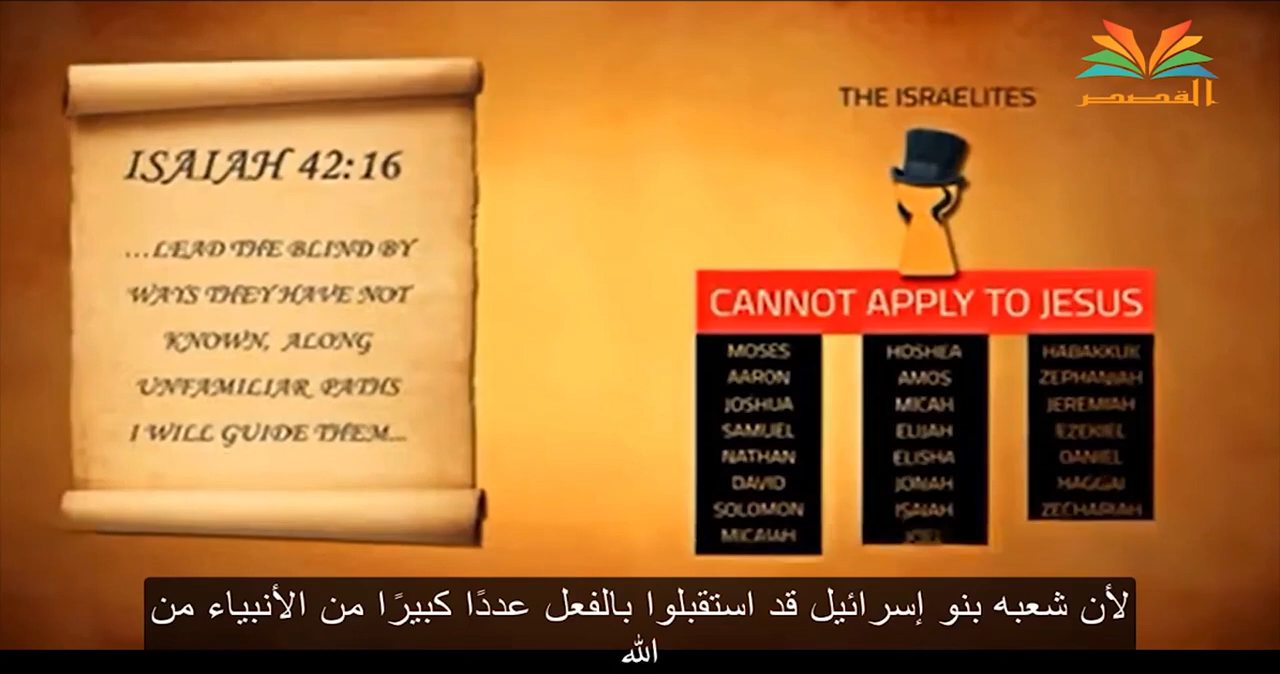 القصص
THE ISRAELITES
ISAIAH 42:16
...LEAD THE BLIND BY
WAYS THEY HAVE NOT
KNOWN, ALONG
UNFAMILIAR PATHS
I WILL GUIDE THEM...
CANNOT APPLY TO JESUS
MOSES
AARON
JOSHUA
SAMUEL
NATHAN
DAVID
SOLOMON
MICAIAH
HOSHEA
AMOS
MICAH
ELIJAH
ELISHA
JONAH
ISAIAH
JOEL
HABAKKUK
ZEPHANIAH
JEREMIAH
EZEKIEL
DANIEL
HAGGAI
ZECHARIAH
لأن شعبه بنو إسرائيل قد استقبلوا بالفعل عددًا كبيرًا من الأنبياء من
الله